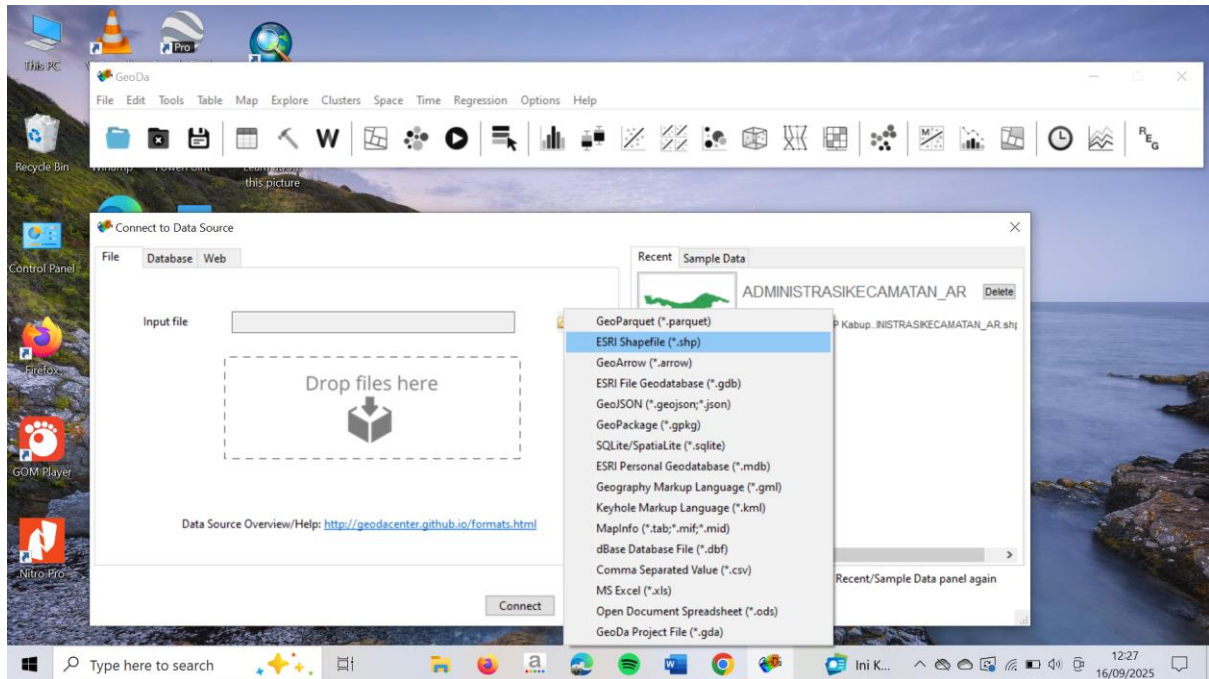 This PC
Pro
GeoDa
File Edit Tools Table Map Explore Clusters Space Time Regression Options Help
W
REG
Recycle Bin
this picture
Connect to Data Source
File Database Web
Recent Sample Data
Control Panel
ADMINISTRASIKECAMATAN_AR Delete
Input file
P Kabup..INISTRASIKECAMATAN_AR.shp
Drop files here
GeoParquet (*.parquet)
ESRI Shapefile (*.shp)
GeoArrow (*.arrow)
ESRI File Geodatabase (*.gdb)
GeoJSON (*.geojson;*.json)
GeoPackage (*.gpkg)
SQLite/SpatiaLite (*.sqlite)
ESRI Personal Geodatabase (*.mdb)
Geography Markup Language (*.gml)
Keyhole Markup Language (*.kml)
MapInfo (*.tab;*.mif;*.mid)
dBase Database File (*.dbf)
Comma Separated Value (*.csv)
MS Excel (*.xls)
Open Document Spreadsheet (*.ods)
GeoDa Project File (*.gda)
Firefox
GOM Player
Data Source Overview/Help: http://geodacenter.github.io/formats.html
Nitro Pro
Recent/Sample Data panel again
Connect
Type here to search
a
Ini K...
12:27
16/09/2025